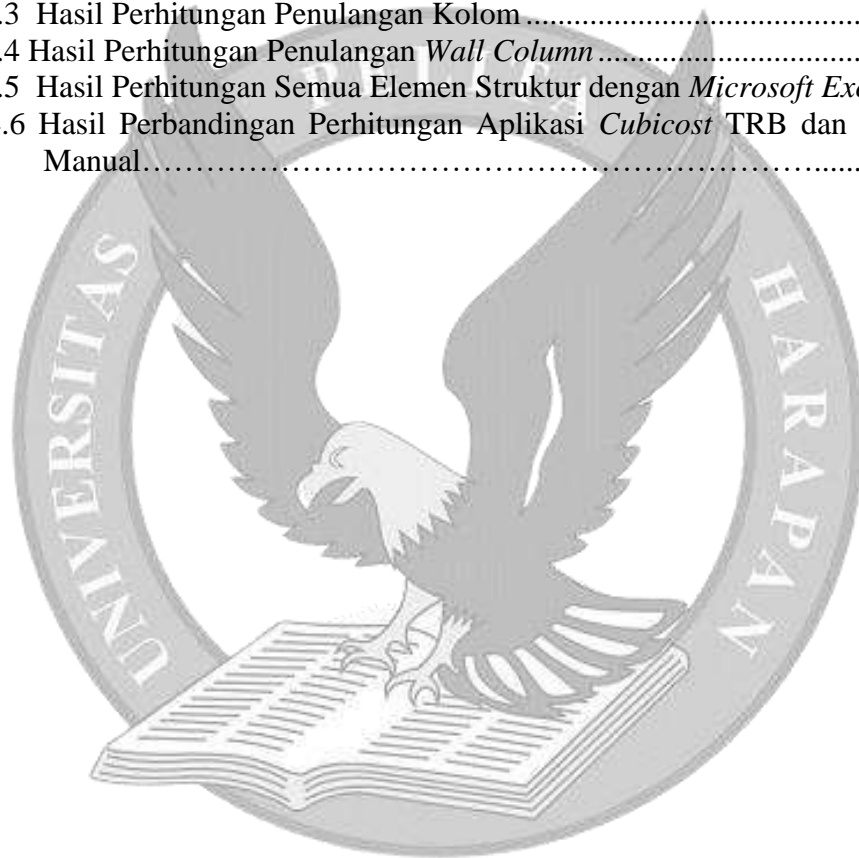 .3 Hasil Perhitungan Penulangan Kolom ........................................
.4 Hasil Perhitungan Penulangan Wall Column ................................
.5 Hasil Perhitungan Semua Elemen Struktur dengan Microsoft Exc
.6 Hasil Perbandingan Perhitungan Aplikasi Cubicost TRB dan
Manual……………………………………………………………......
UNIVERSITAS
PELITA
HARAPAN